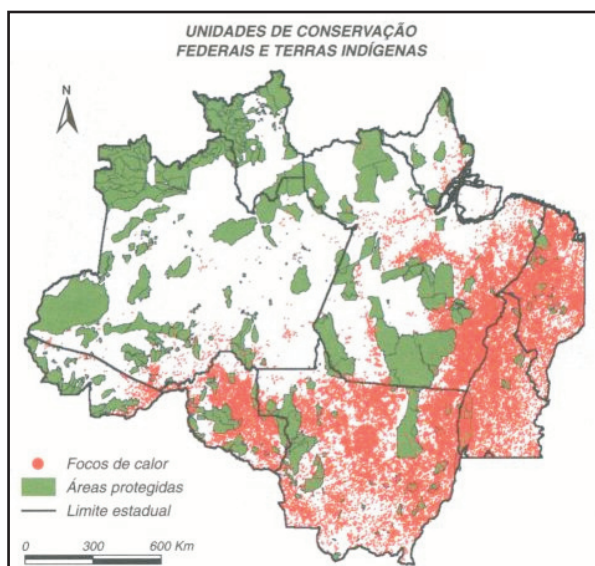 UNIDADES DE CONSERVAÇÃO
FEDERAIS E TERRAS INDÍGENAS
N
Focos de calor
Áreas protegidas
Limite estadual
0 300 600 Km